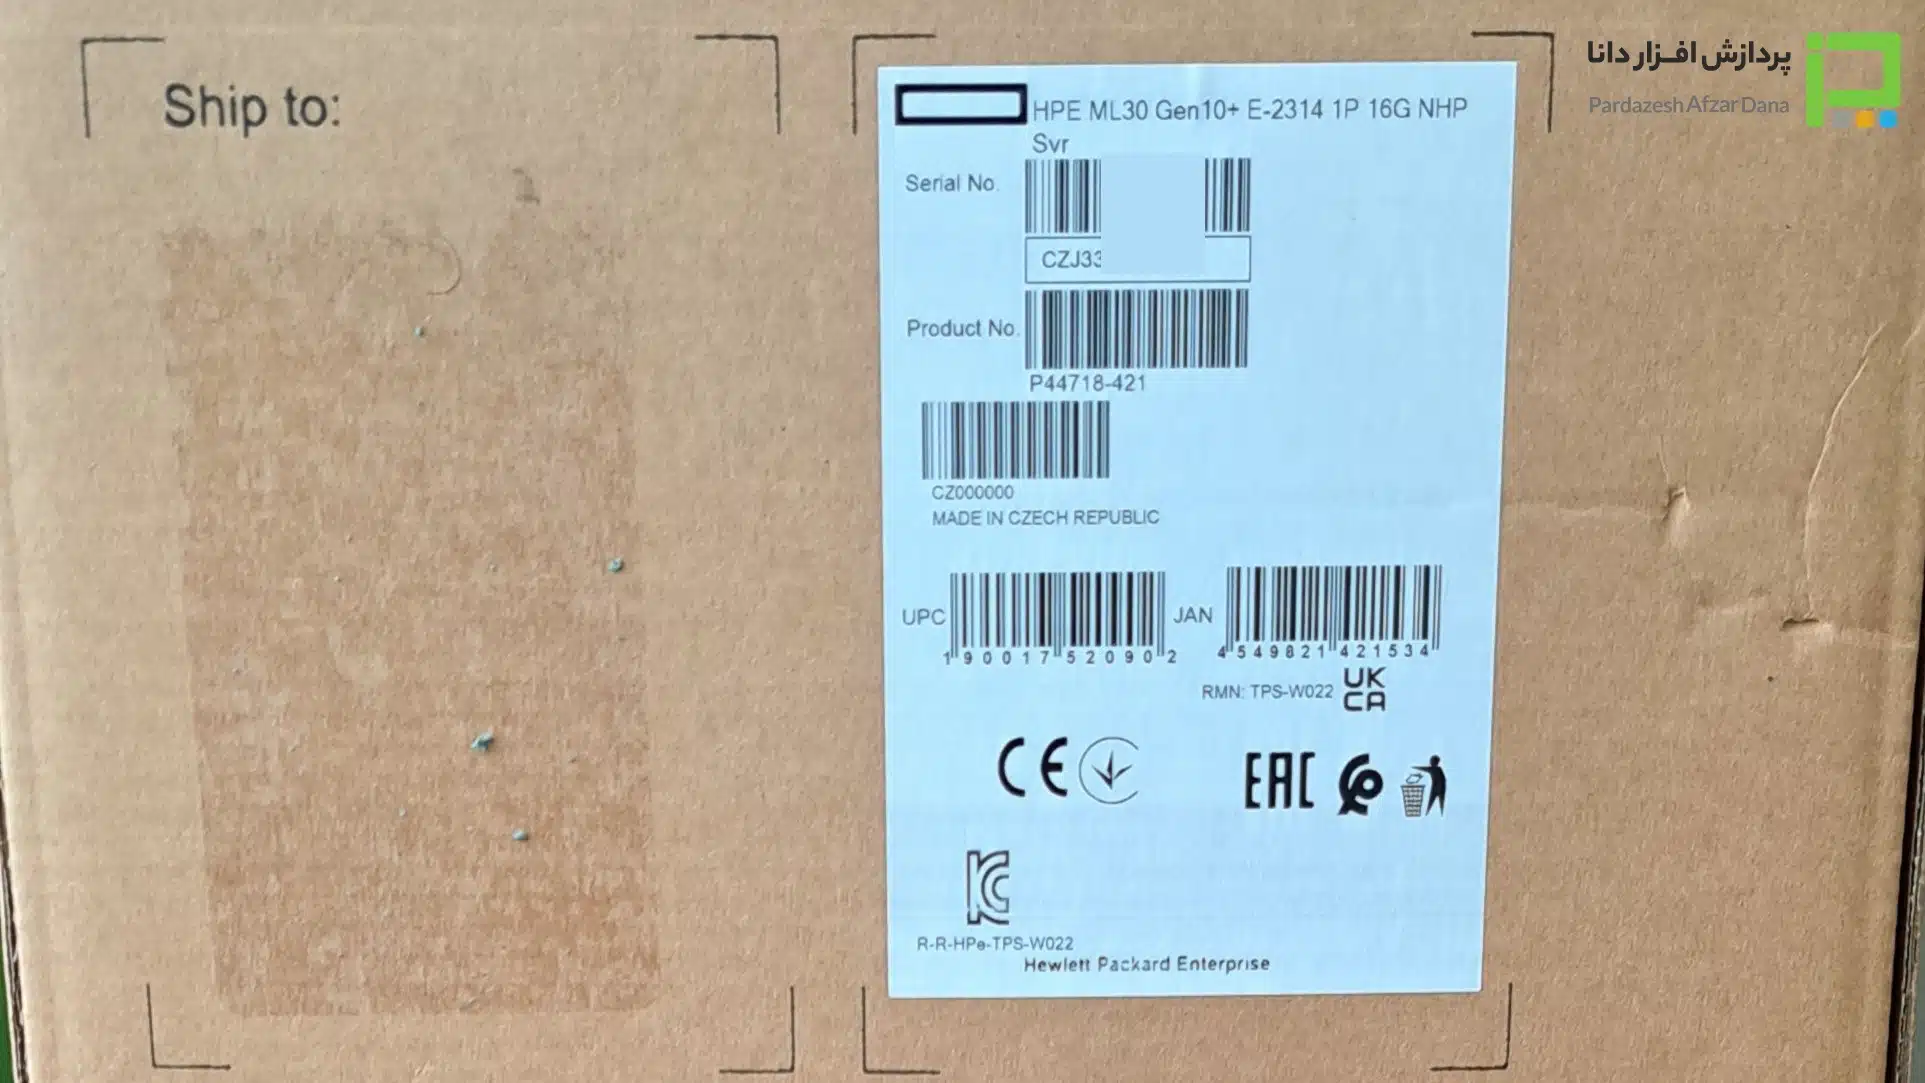 Ship to:
HPE ML30 Gen10+ E-2314 1P 16G NHP
Svr
Serial No.
CZJ33
Product No.
P44718-421
CZ000000
MADE IN CZECH REPUBLIC
UPC
1 90017 52090 2
JAN
4 549821 421534
RMN: TPS-W022
UK
CA
CE
EAC
KC
R-R-HPe-TPS-W022
Hewlett Packard Enterprise
پردازش افزار دانا
Pardazesh Afzar Dana